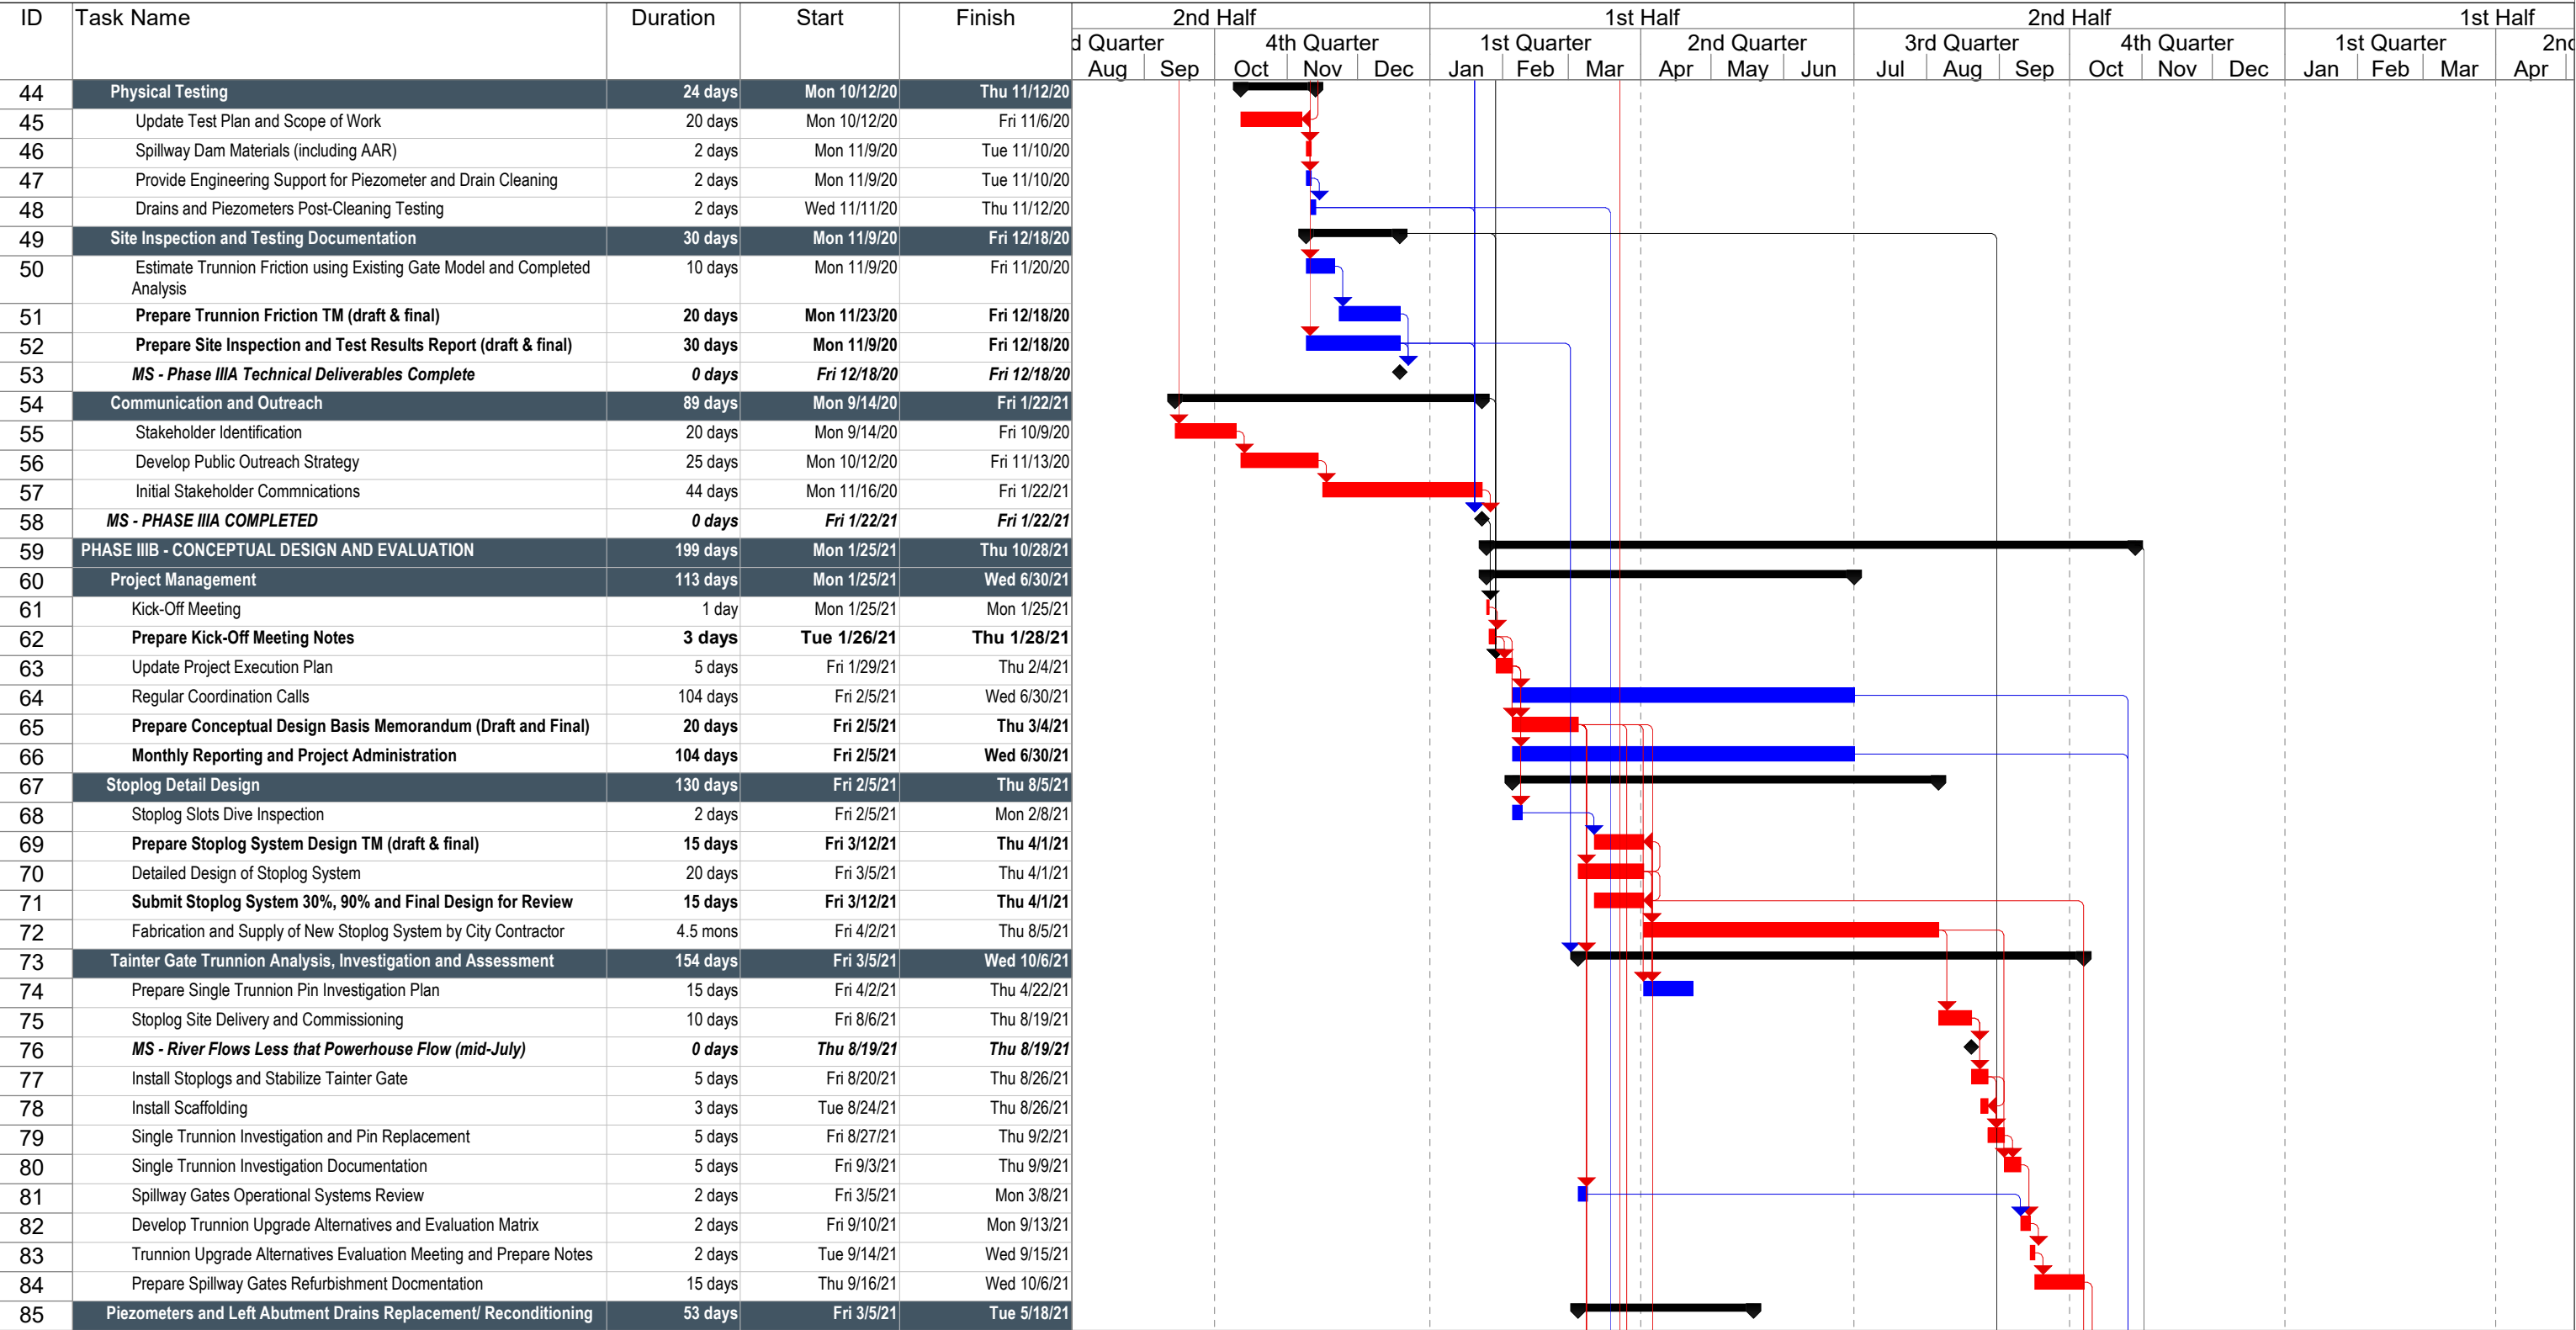 ID Task Name Duration Start Finish 2nd Half 1st Half 2nd Half 1st Half
d Quarter 4th Quarter 1st Quarter 2nd Quarter 3rd Quarter 4th Quarter 1st Quarter 2nd
Aug Sep Oct Nov Dec Jan Feb Mar Apr May Jun Jul Aug Sep Oct Nov Dec Jan Feb Mar Apr
44 Physical Testing 24 days Mon 10/12/20 Thu 11/12/20
45 Update Test Plan and Scope of Work 20 days Mon 10/12/20 Fri 11/6/20
46 Spillway Dam Materials (including AAR) 2 days Mon 11/9/20 Tue 11/10/20
47 Provide Engineering Support for Piezometer and Drain Cleaning 2 days Mon 11/9/20 Tue 11/10/20
48 Drains and Piezometers Post-Cleaning Testing 2 days Wed 11/11/20 Thu 11/12/20
49 Site Inspection and Testing Documentation 30 days Mon 11/9/20 Fri 12/18/20
50 Estimate Trunnion Friction using Existing Gate Model and Completed 10 days Mon 11/9/20 Fri 11/20/20
Analysis
51 Prepare Trunnion Friction TM (draft & final) 20 days Mon 11/23/20 Fri 12/18/20
52 Prepare Site Inspection and Test Results Report (draft & final) 30 days Mon 11/9/20 Fri 12/18/20
53 MS - Phase IIIA Technical Deliverables Complete 0 days Fri 12/18/20 Fri 12/18/20
54 Communication and Outreach 89 days Mon 9/14/20 Fri 1/22/21
55 Stakeholder Identification 20 days Mon 9/14/20 Fri 10/9/20
56 Develop Public Outreach Strategy 25 days Mon 10/12/20 Fri 11/13/20
57 Initial Stakeholder Commnications 44 days Mon 11/16/20 Fri 1/22/21
58 MS - PHASE IIIA COMPLETED 0 days Fri 1/22/21 Fri 1/22/21
59 PHASE IIIB - CONCEPTUAL DESIGN AND EVALUATION 199 days Mon 1/25/21 Thu 10/28/21
60 Project Management 113 days Mon 1/25/21 Wed 6/30/21
61 Kick-Off Meeting 1 day Mon 1/25/21 Mon 1/25/21
62 Prepare Kick-Off Meeting Notes 3 days Tue 1/26/21 Thu 1/28/21
63 Update Project Execution Plan 5 days Fri 1/29/21 Thu 2/4/21
64 Regular Coordination Calls 104 days Fri 2/5/21 Wed 6/30/21
65 Prepare Conceptual Design Basis Memorandum (Draft and Final) 20 days Fri 2/5/21 Thu 3/4/21
66 Monthly Reporting and Project Administration 104 days Fri 2/5/21 Wed 6/30/21
67 Stoplog Detail Design 130 days Fri 2/5/21 Thu 8/5/21
68 Stoplog Slots Dive Inspection 2 days Fri 2/5/21 Mon 2/8/21
69 Prepare Stoplog System Design TM (draft & final) 15 days Fri 3/12/21 Thu 4/1/21
70 Detailed Design of Stoplog System 20 days Fri 3/5/21 Thu 4/1/21
71 Submit Stoplog System 30%, 90% and Final Design for Review 15 days Fri 3/12/21 Thu 4/1/21
72 Fabrication and Supply of New Stoplog System by City Contractor 4.5 mons Fri 4/2/21 Thu 8/5/21
73 Tainter Gate Trunnion Analysis, Investigation and Assessment 154 days Fri 3/5/21 Wed 10/6/21
74 Prepare Single Trunnion Pin Investigation Plan 15 days Fri 4/2/21 Thu 4/22/21
75 Stoplog Site Delivery and Commissioning 10 days Fri 8/6/21 Thu 8/19/21
76 MS - River Flows Less that Powerhouse Flow (mid-July) 0 days Thu 8/19/21 Thu 8/19/21
77 Install Stoplogs and Stabilize Tainter Gate 5 days Fri 8/20/21 Thu 8/26/21
78 Install Scaffolding 3 days Tue 8/24/21 Thu 8/26/21
79 Single Trunnion Investigation and Pin Replacement 5 days Fri 8/27/21 Thu 9/2/21
80 Single Trunnion Investigation Documentation 5 days Fri 9/3/21 Thu 9/9/21
81 Spillway Gates Operational Systems Review 2 days Fri 3/5/21 Mon 3/8/21
82 Develop Trunnion Upgrade Alternatives and Evaluation Matrix 2 days Fri 9/10/21 Mon 9/13/21
83 Trunnion Upgrade Alternatives Evaluation Meeting and Prepare Notes 2 days Tue 9/14/21 Wed 9/15/21
84 Prepare Spillway Gates Refurbishment Docmentation 15 days Thu 9/16/21 Wed 10/6/21
85 Piezometers and Left Abutment Drains Replacement/ Reconditioning 53 days Fri 3/5/21 Tue 5/18/21